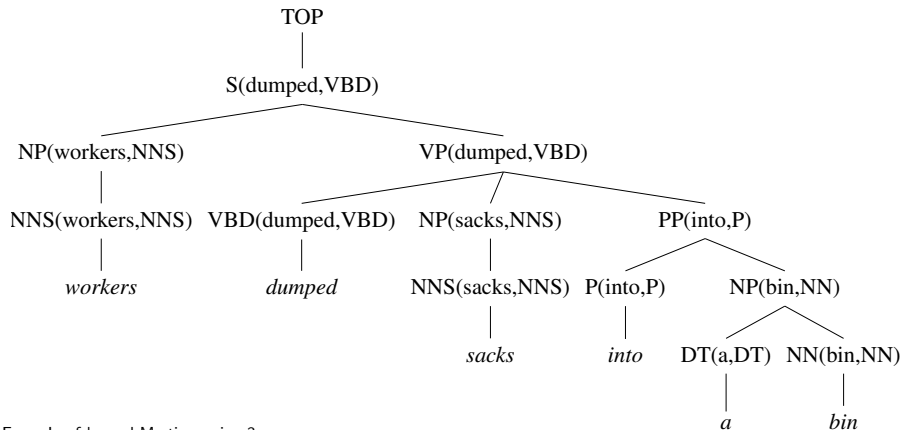 TOP
S(dumped,VBD)
NP(workers,NNS) VP(dumped,VBD)
NNS(workers,NNS) VBD(dumped,VBD) NP(sacks,NNS) PP(into,P)
workers dumped NNS(sacks,NNS) P(into,P) NP(bin,NN)
sacks into DT(a,DT) NN(bin,NN)
a bin